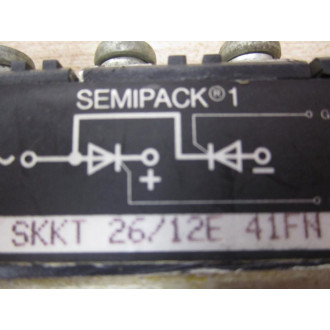 SEMIPACK®1
G
~ + -
SKKT 26/12E 41FN